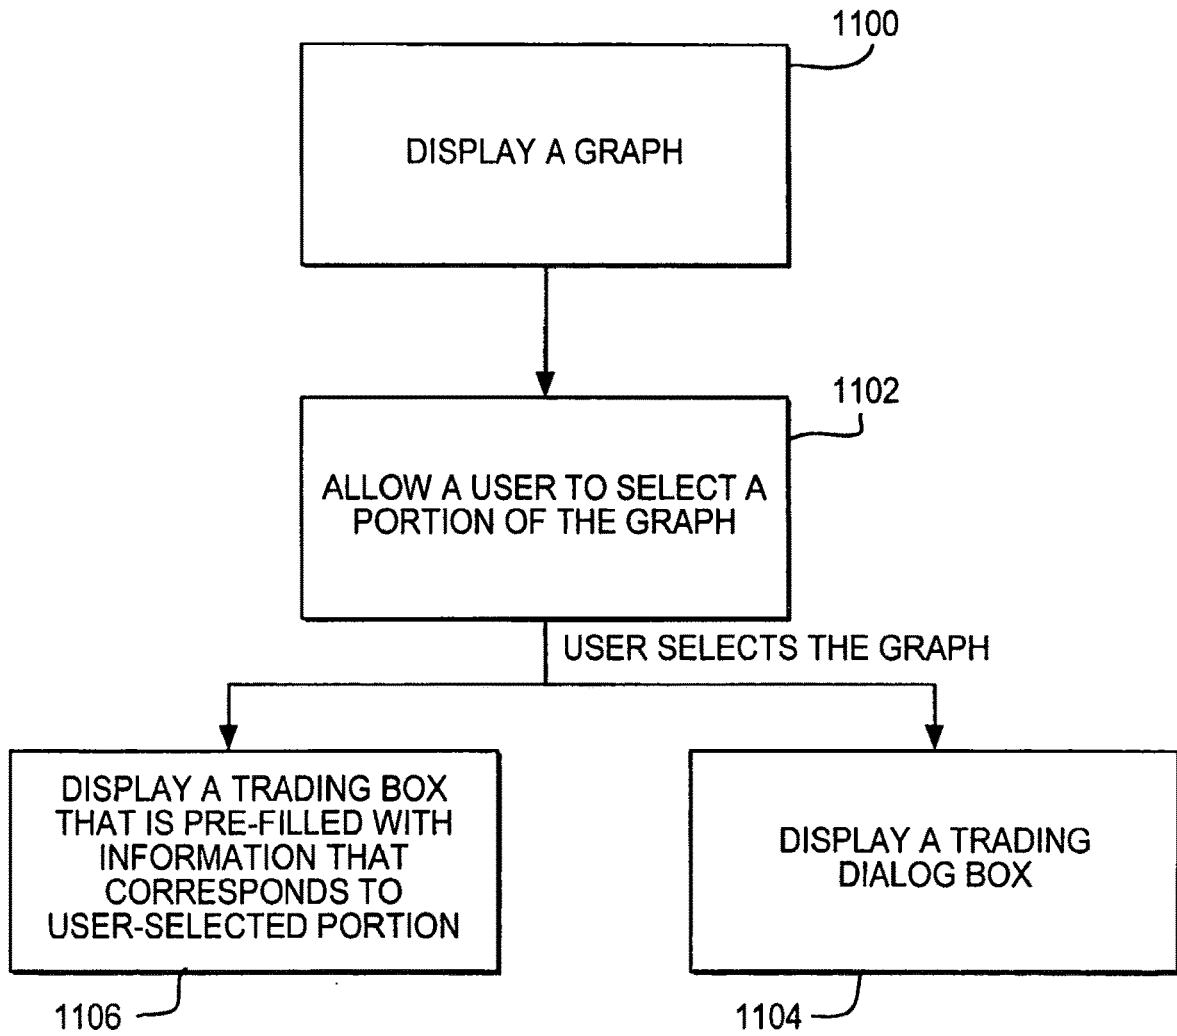 1100
DISPLAY A GRAPH
1102
ALLOW A USER TO SELECT A
PORTION OF THE GRAPH
USER SELECTS THE GRAPH
DISPLAY A TRADING BOX
THAT IS PRE-FILLED WITH
INFORMATION THAT
CORRESPONDS TO
USER-SELECTED PORTION
1106
DISPLAY A TRADING
DIALOG BOX
1104